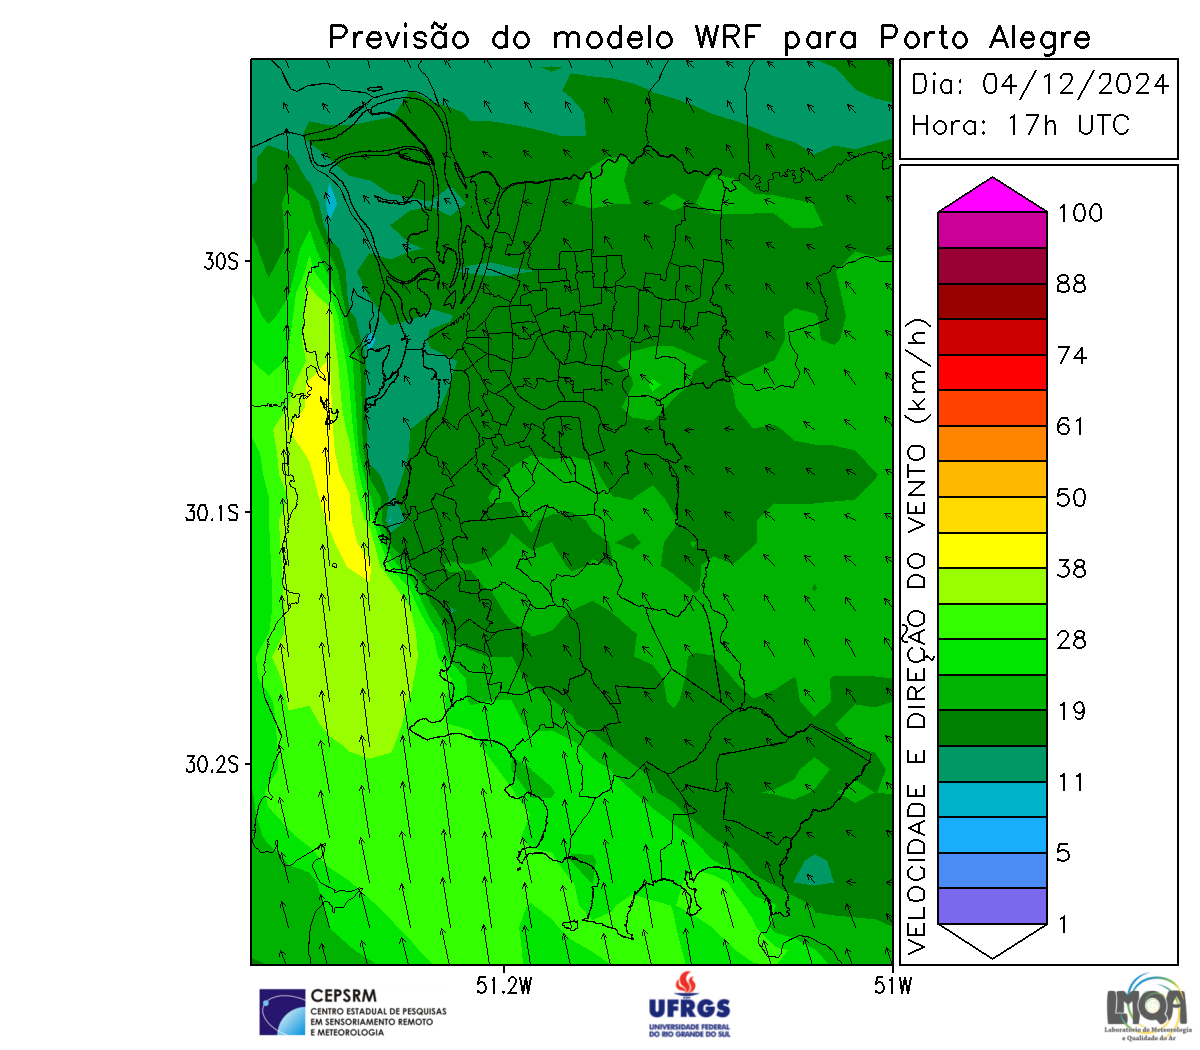 Previsão do modelo WRF para Porto Alegre
Dia: 04/12/2024
Hora: 17h UTC
30S
30.1S
30.2S
51.2W
51W
VELOCIDADE E DIREÇÃO DO VENTO (km/h)
100
88
74
61
50
38
28
19
11
5
1
CEPSRM
CENTRO ESTADUAL DE PESQUISAS
EM SENSORIAMENTO REMOTO
E METEOROLOGIA
UFRGS
UNIVERSIDADE FEDERAL
DO RIO GRANDE DO SUL
LMQA
Laboratório de Meteorologia
e Qualidade do Ar